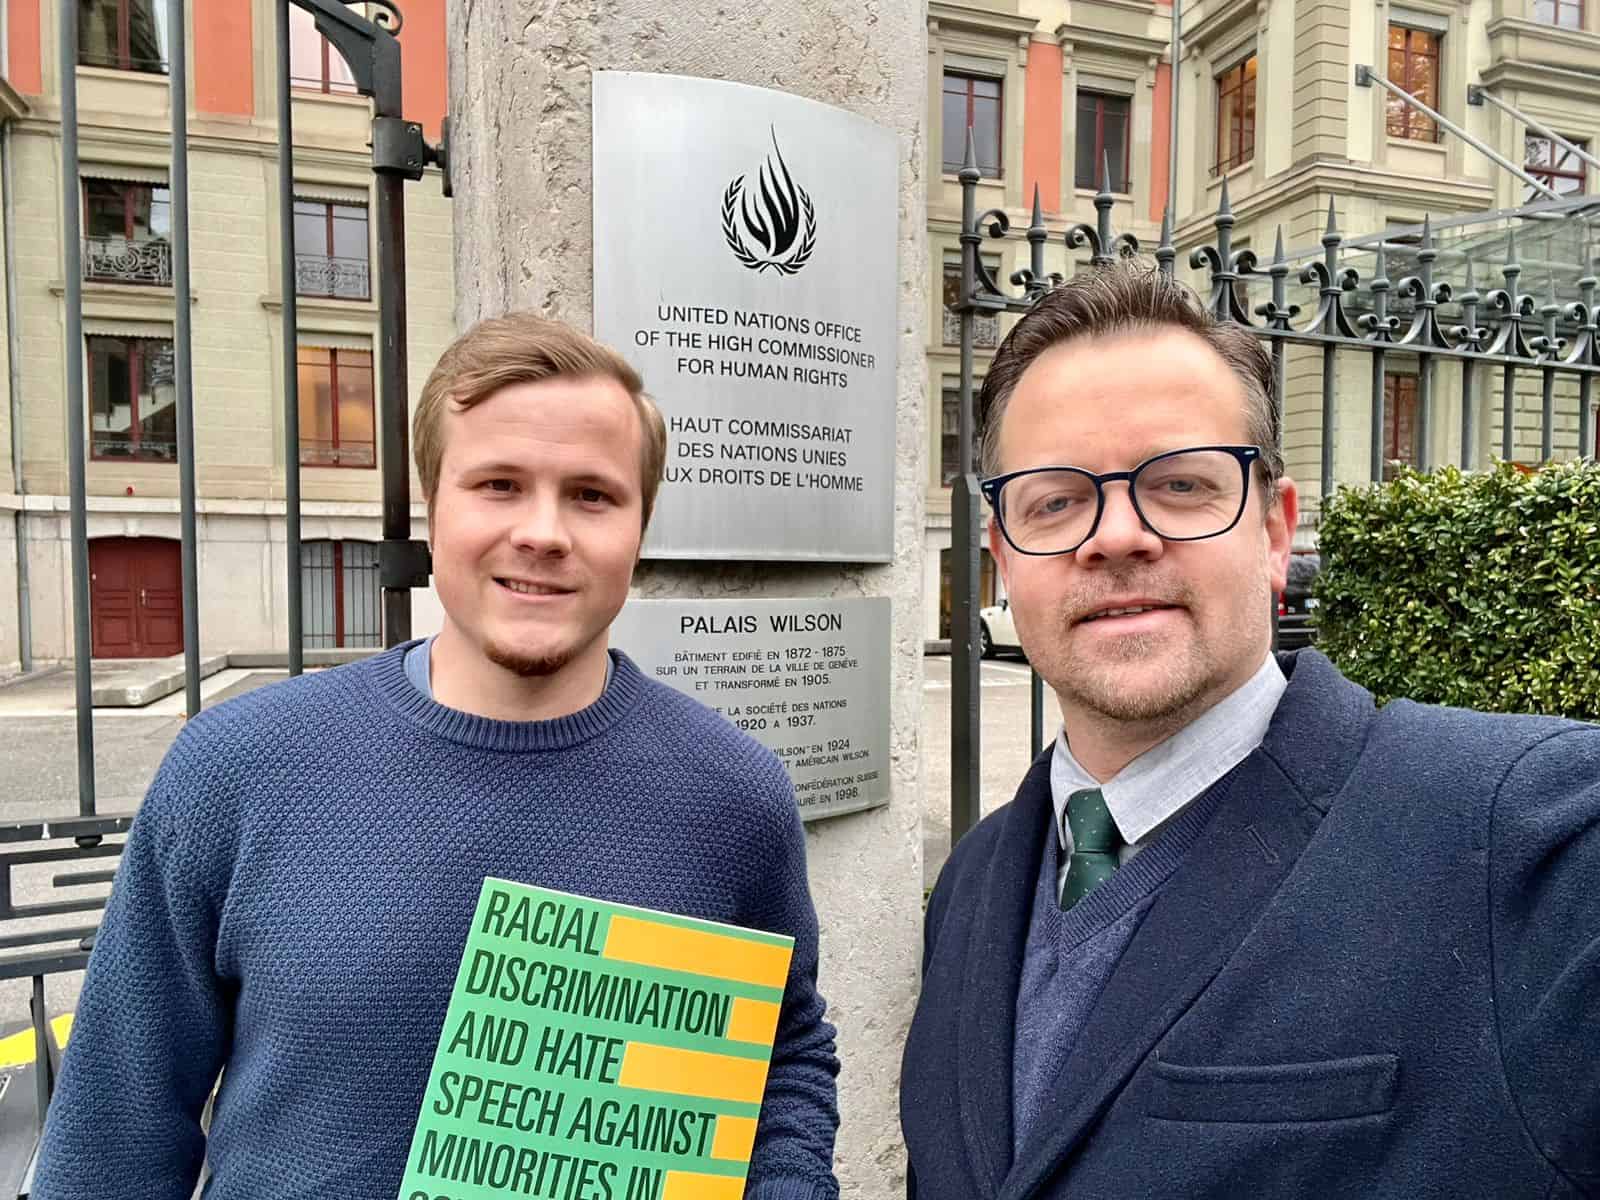 UNITED NATIONS OFFICE
OF THE HIGH COMMISSIONER
FOR HUMAN RIGHTS
HAUT COMMISSARIAT
DES NATIONS UNIES
AUX DROITS DE L'HOMME
PALAIS WILSON
BÂTIMENT EDIFIÉ EN 1872 - 1875
SUR UN TERRAIN DE LA VILLE DE GENÈVE
ET TRANSFORMÉ EN 1905.
LA SOCIÉTÉ DES NATIONS
1920 A 1937.
WILSON" EN 1924
AMÉRICAIN WILSON.
CONFÉDÉRATION SUISSE
EN 1998.
RACIAL
DISCRIMINATION
AND HATE
SPEECH AGAINST
MINORITIES IN